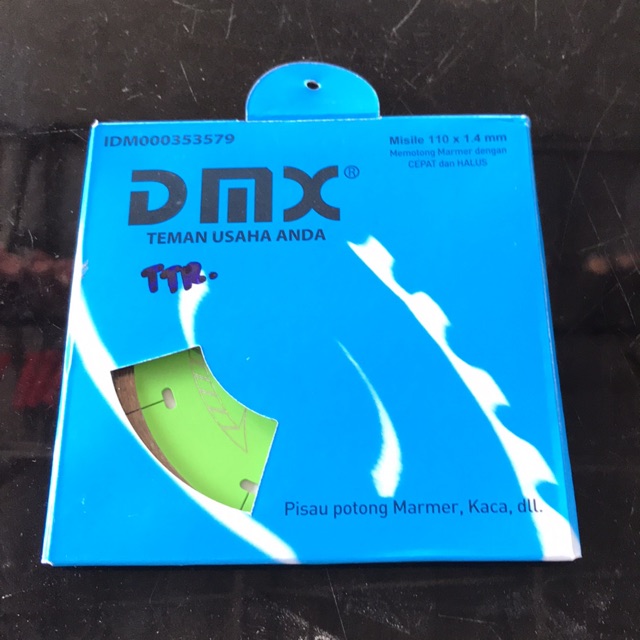 IDM000353579
Misile 110 x 1.4 mm
Memotong Marmer dengan
CEPAT dan HALUS
DMX®
TEMAN USAHA ANDA
TTR.
Pisau potong Marmer, Kaca, dll.